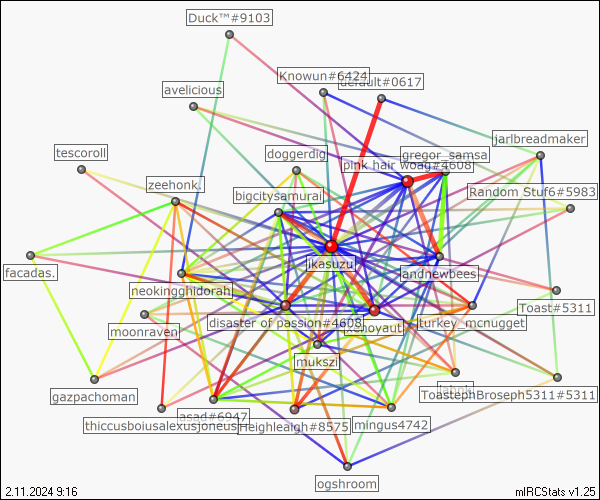 Duck™#9103
Knowun#6424
default#0617
avelicious
jarlbreadmaker
tescoroll
doggerdig
gregor_samsa
pink hair woag#4608
zeehonk.
bigcitysamurai
Random Stuf6#5983
jkasuzu
facadas.
neokingghidorah
andnewbees
Toast#5311
moonraven
disaster of passion#4608
turkey_mcnugget
mukszi
gazpachoman
ToastephBroseph5311#5311
thiccusboiusalexusjoneus
asad#6947
Heighleaigh#8575
mingus4742
ogshroom
2.11.2024 9:16
mIRCStats v1.25